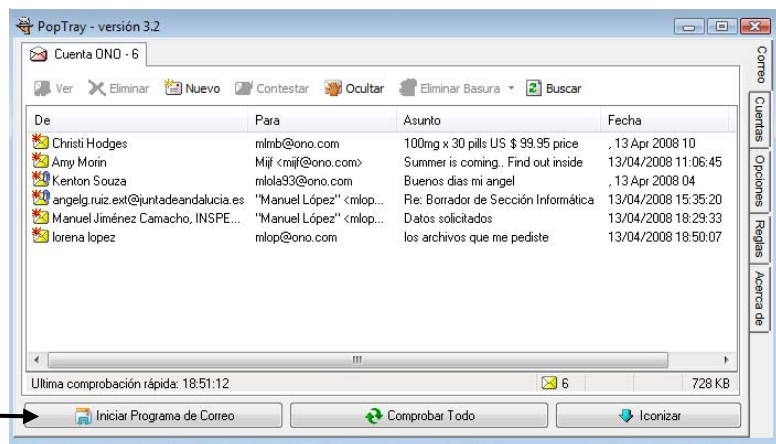 PopTray - versión 3.2
Cuenta ONO - 6
Ver Eliminar Nuevo Contestar Ocultar Eliminar Basura Buscar
De Para Asunto Fecha
Christi Hodges mlmb@ono.com 100mg x 30 pills US $ 99.95 price , 13 Apr 2008 10
Amy Morin Mijf <mijf@ono.com> Summer is coming.. Find out inside 13/04/2008 11:06:45
Kenton Souza mlola93@ono.com Buenos dias mi angel , 13 Apr 2008 04
angelg.ruiz.ext@juntadeandalucia.es "Manuel López" <mlop... Re: Borrador de Sección Informática 13/04/2008 15:35:20
Manuel Jiménez Camacho, INSPE... "Manuel López" <mlop... Datos solicitados 13/04/2008 18:29:33
lorena lopez mlop@ono.com los archivos que me pediste 13/04/2008 18:50:07
Ultima comprobación rápida: 18:51:12 6 728 KB
Iniciar Programa de Correo Comprobar Todo Iconizar
Correo
Cuentas
Opciones
Reglas
Acerca de